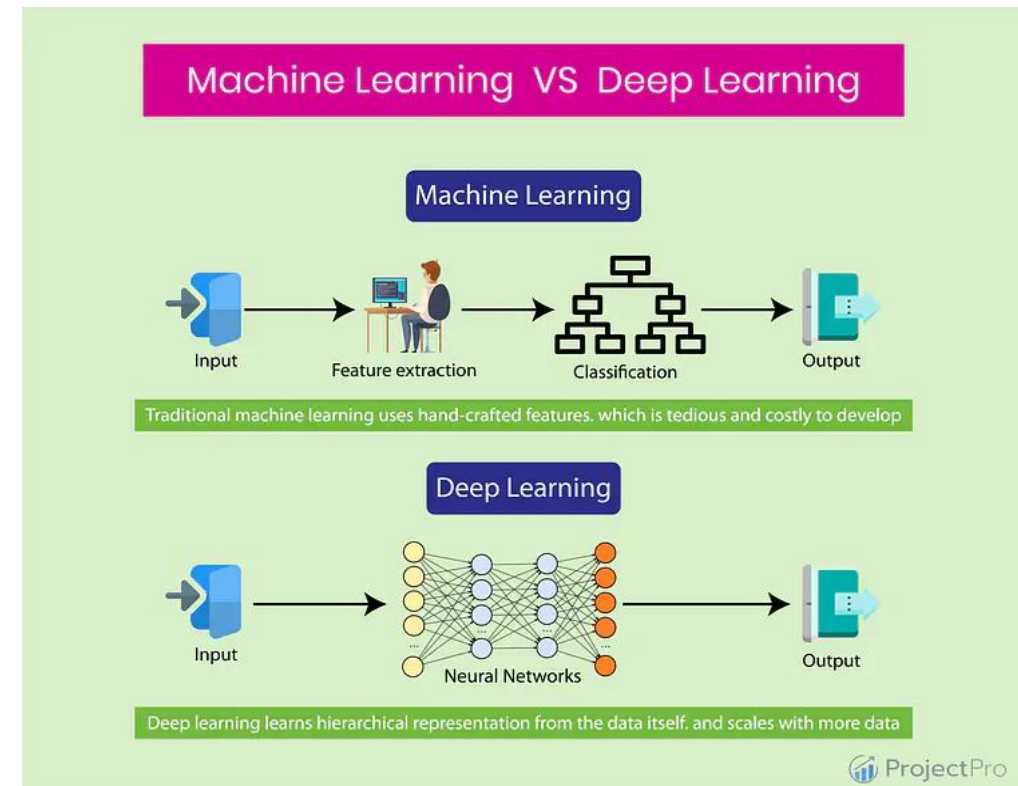 Machine Learning VS Deep Learning
Machine Learning
Input
Feature extraction
Classification
Output
Traditional machine learning uses hand-crafted features. which is tedious and costly to develop
Deep Learning
Input
Neural Networks
Output
Deep learning learns hierarchical representation from the data itself. and scales with more data
ProjectPro